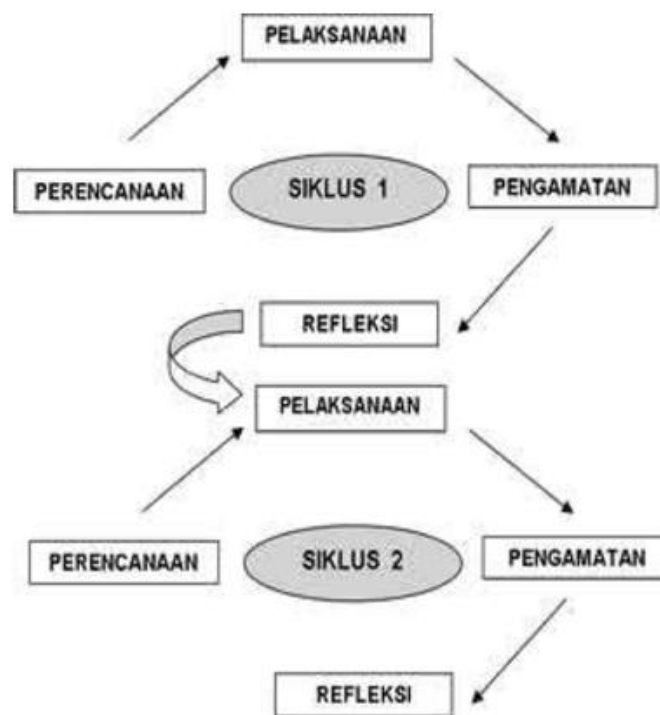 PELAKSANAAN
PERENCANAAN
SIKLUS 1
PENGAMATAN
REFLEKSI
PELAKSANAAN
PERENCANAAN
SIKLUS 2
PENGAMATAN
REFLEKSI